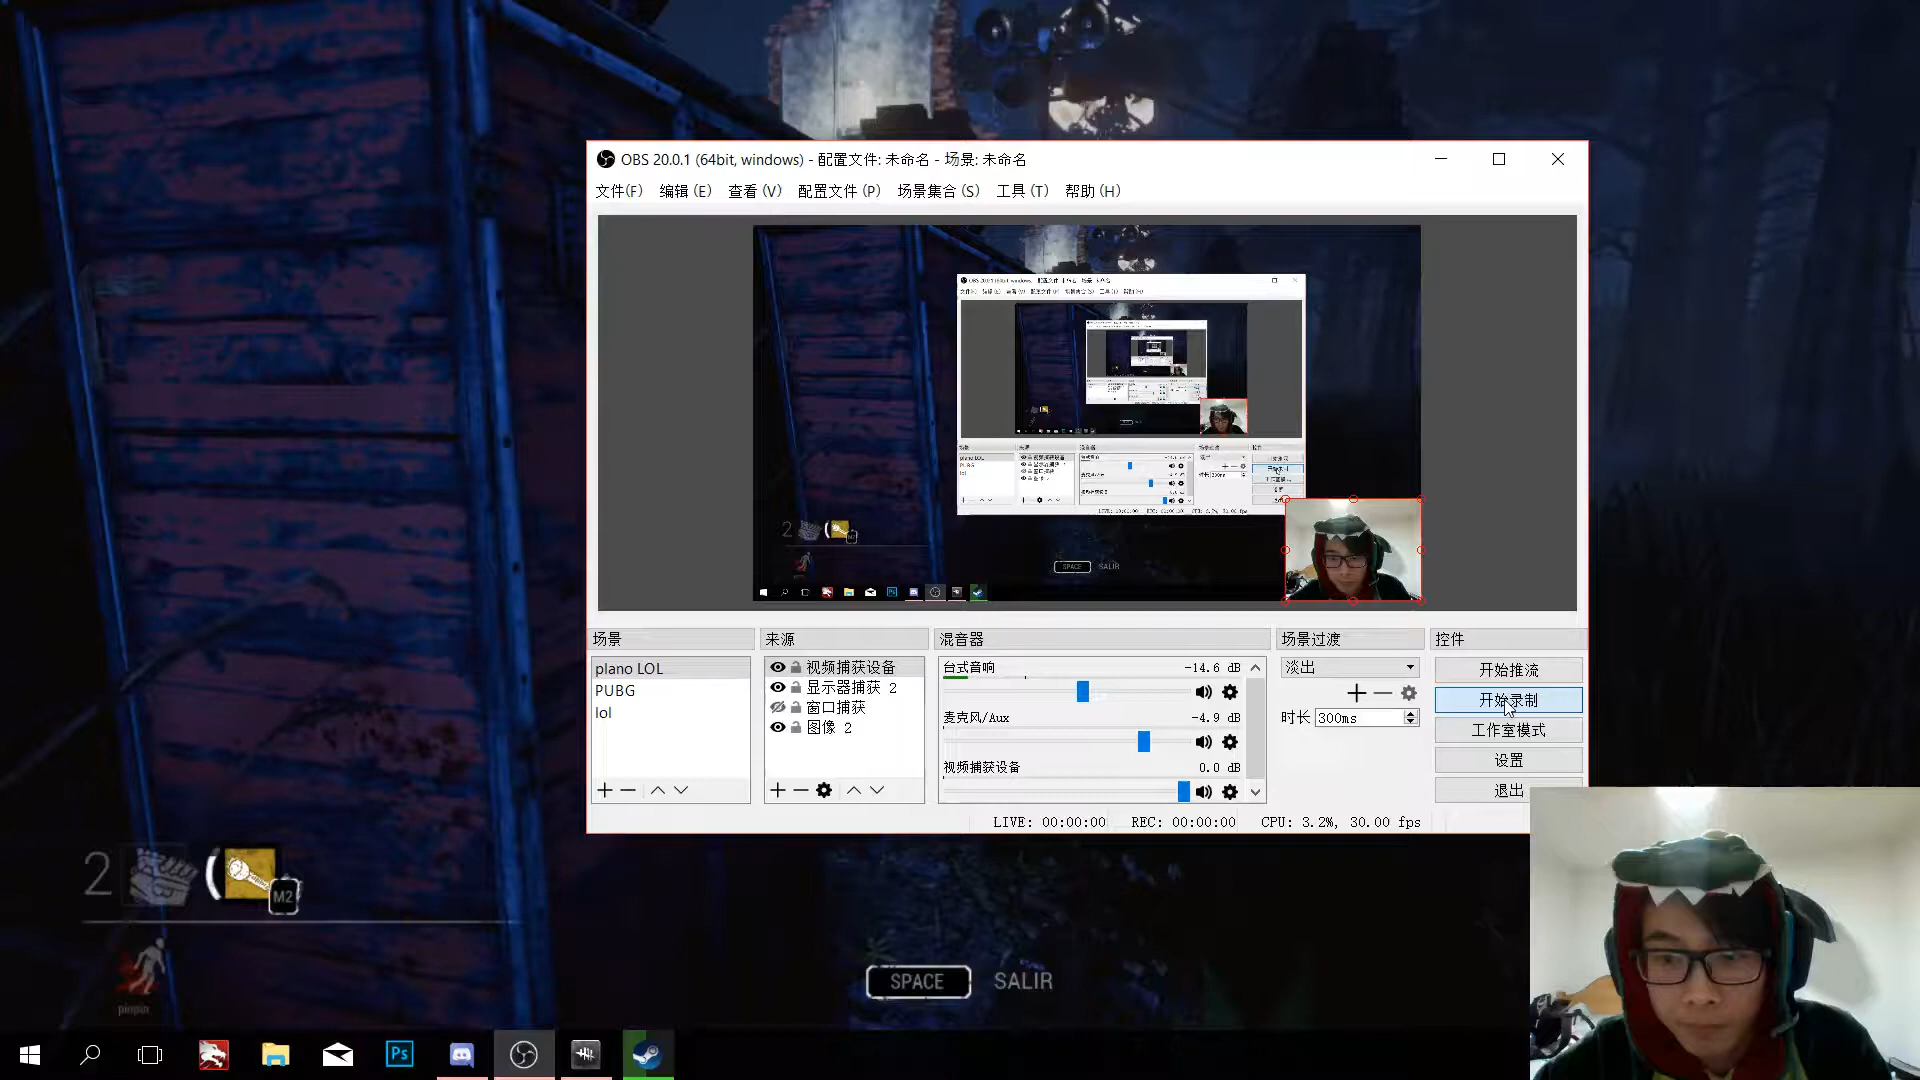 OBS 20.0.1 (64bit, windows) - 配置文件: 未命名 - 场景: 未命名
文件(F) 编辑(E) 查看(V) 配置文件(P) 场景集合(S) 工具(T) 帮助(H)
2
M2
SPACE SALIR
场景
plano LOL
PUBG
lol
来源
视频捕获设备
显示器捕获 2
窗口捕获
图像 2
混音器
台式音响 -14.6 dB
麦克风/Aux -4.9 dB
视频捕获设备 0.0 dB
场景过渡
淡出
时长 300ms
控件
开始推流
开始录制
工作室模式
设置
退出
LIVE: 00:00:00 REC: 00:00:00 CPU: 3.2%, 30.00 fps
2
M2
SPACE SALIR
Ps